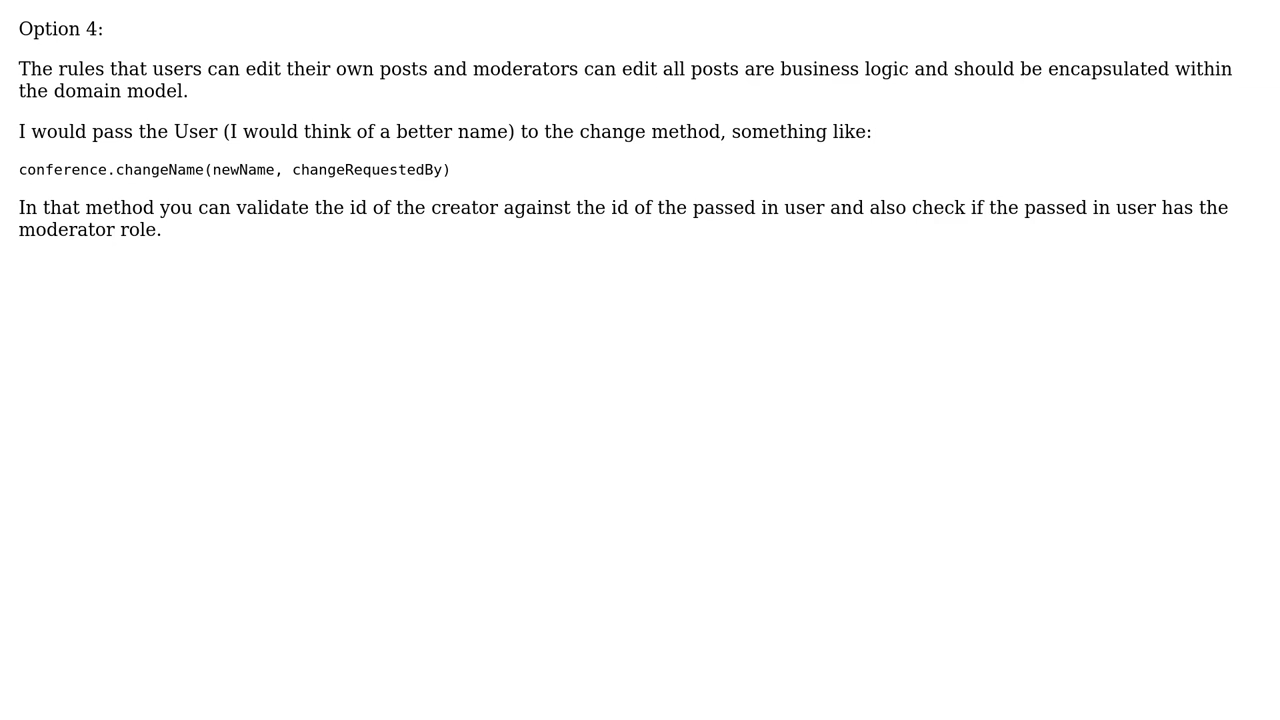 Option 4:
The rules that users can edit their own posts and moderators can edit all posts are business logic and should be encapsulated within
the domain model.
I would pass the User (I would think of a better name) to the change method, something like:
conference.changeName(newName, changeRequestedBy)
In that method you can validate the id of the creator against the id of the passed in user and also check if the passed in user has the
moderator role.